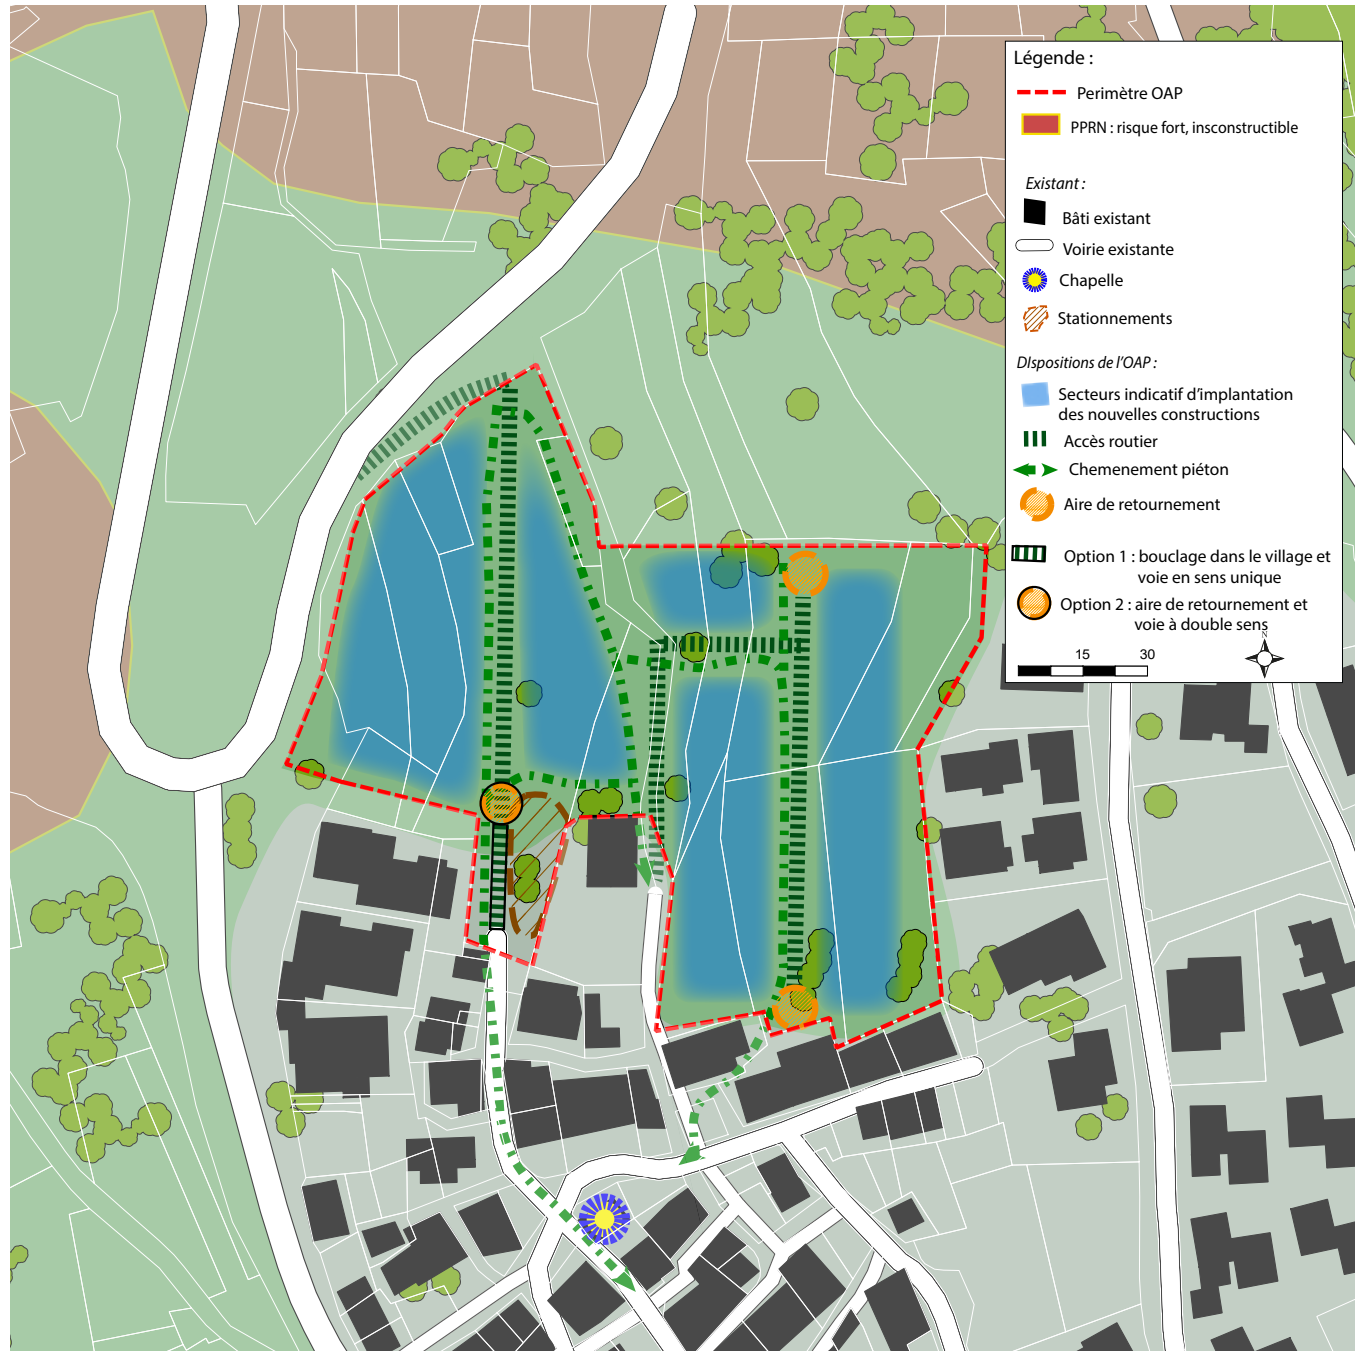 Légende :
Perimètre OAP
PPRN : risque fort, insconstructible
Existant :
Bâti existant
Voirie existante
Chapelle
Stationnements
DIspositions de l'OAP :
Secteurs indicatif d'implantation
des nouvelles constructions
Accès routier
Chemenement piéton
Aire de retournement
Option 1 : bouclage dans le village et
voie en sens unique
Option 2 : aire de retournement et
voie à double sens
N
15 30